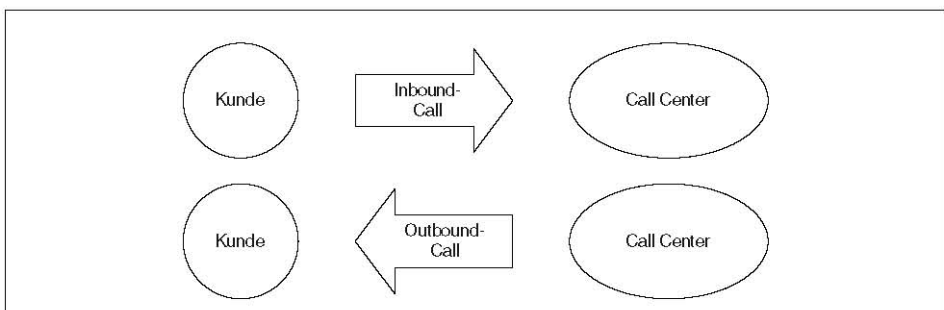 Kunde
Inbound-
Call
Call Center
Kunde
Outbound-
Call
Call Center